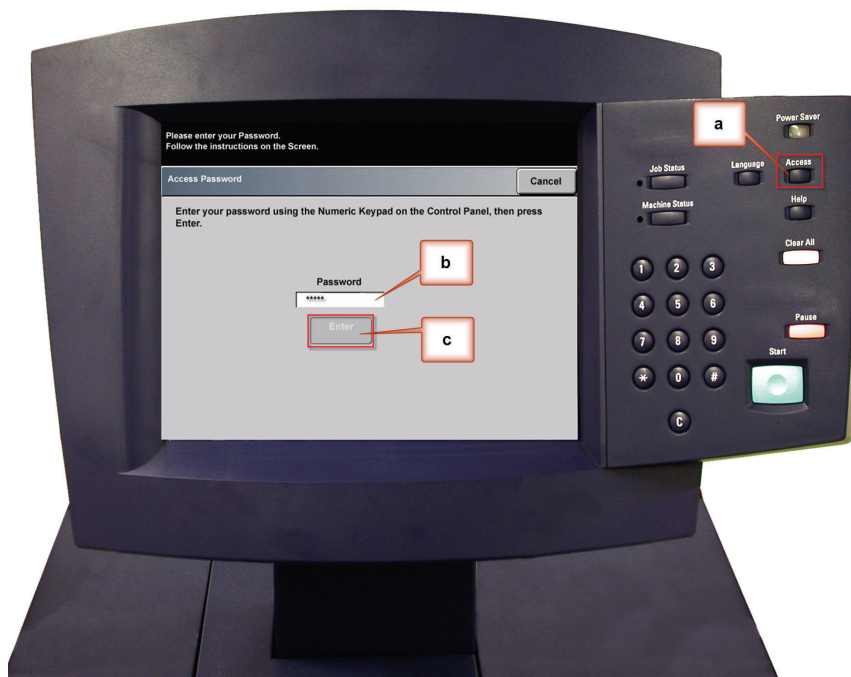 Please enter your Password.
Follow the instructions on the Screen.
Access Password
Cancel
Enter your password using the Numeric Keypad on the Control Panel, then press
Enter.
Password
*****
Enter
a
b
c
Power Saver
Job Status
Language
Access
Machine Status
Help
Clear All
1 2 3
4 5 6
7 8 9
* 0 #
C
Pause
Start